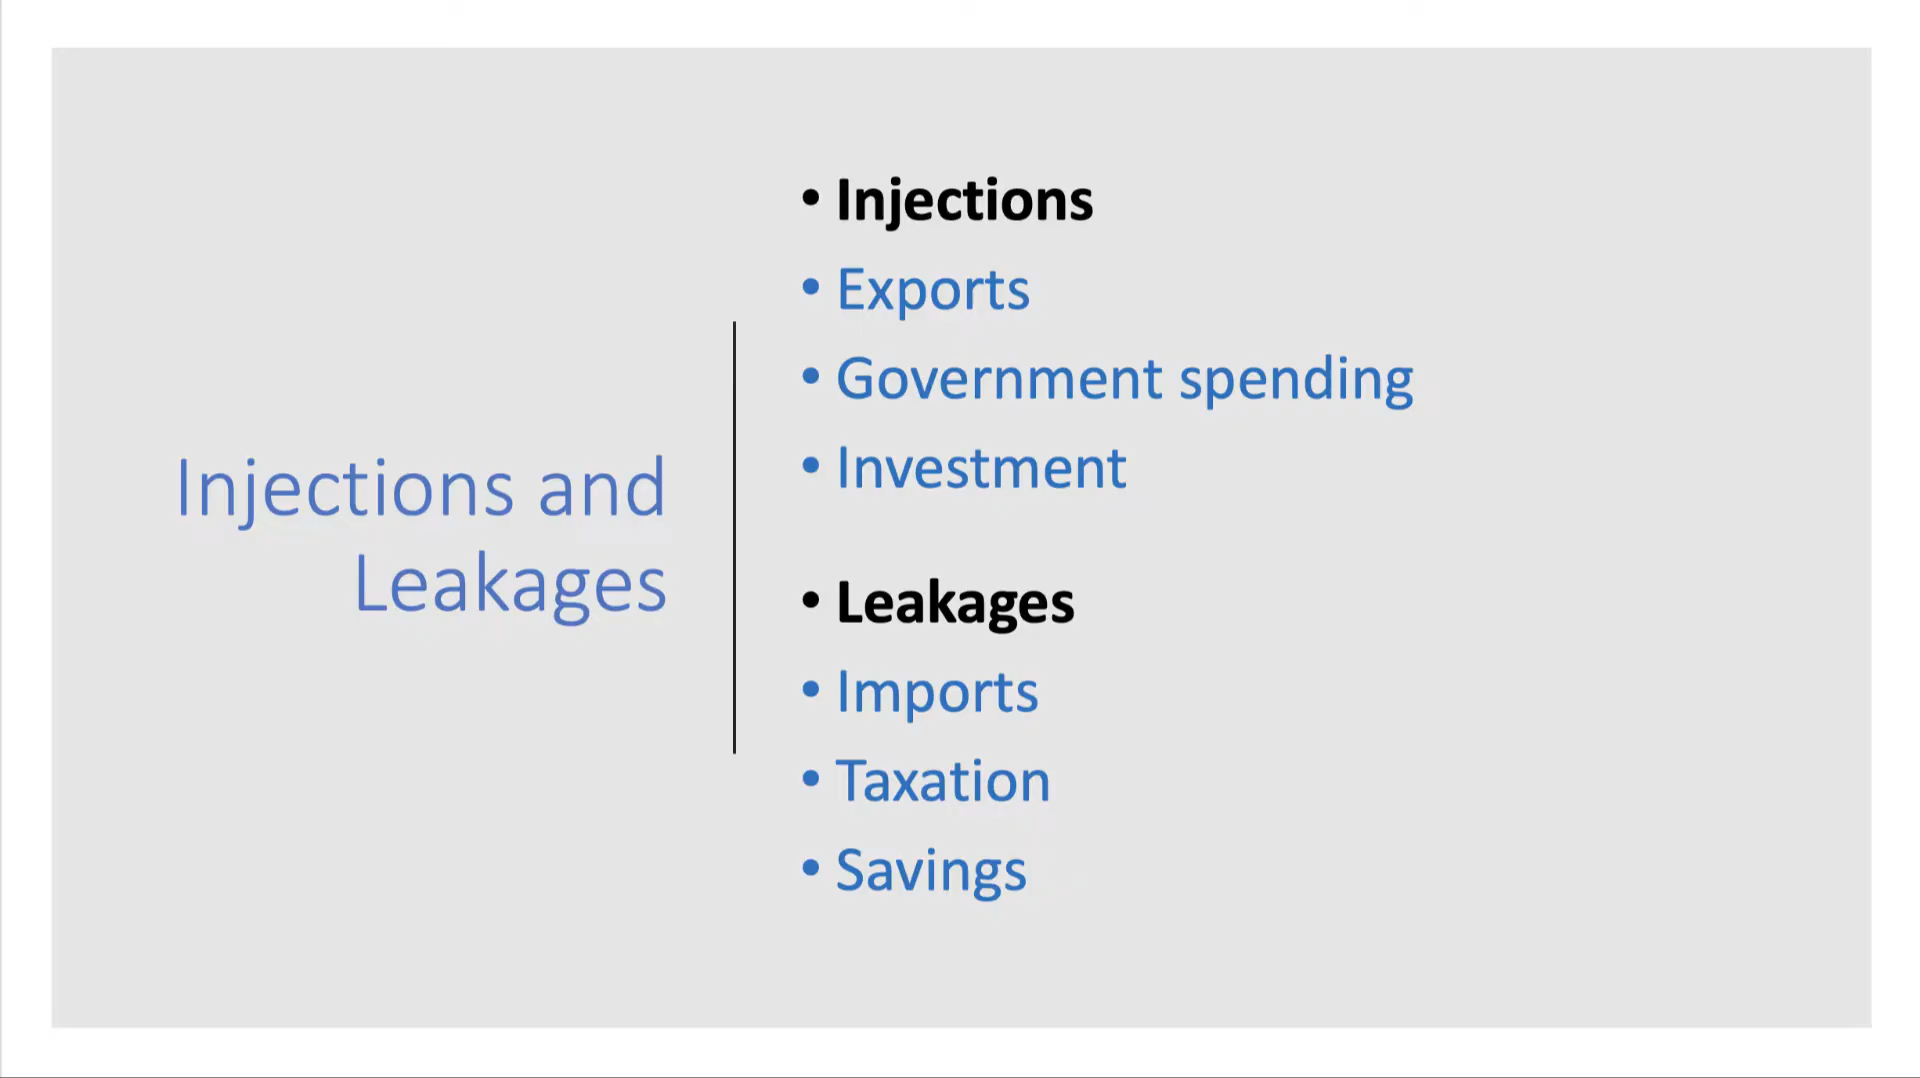 Injections and
Leakages
• Injections
• Exports
• Government spending
• Investment
• Leakages
• Imports
• Taxation
• Savings